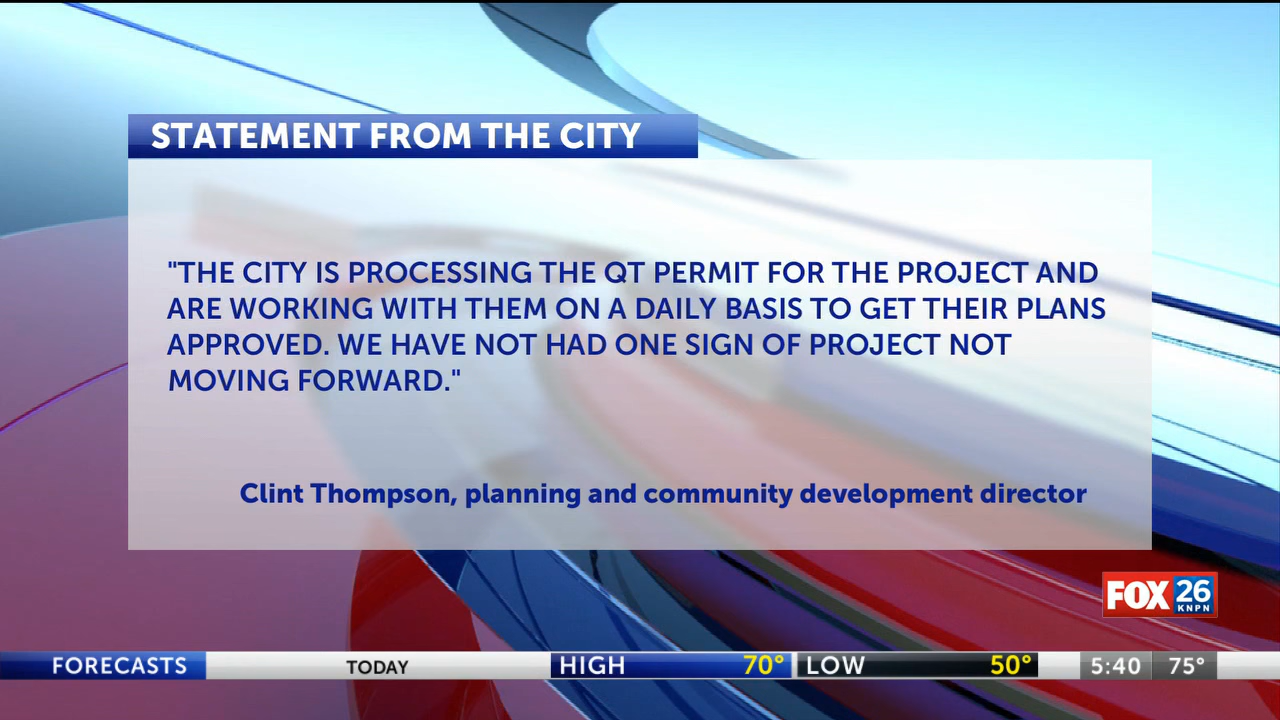 STATEMENT FROM THE CITY
"THE CITY IS PROCESSING THE QT PERMIT FOR THE PROJECT AND
ARE WORKING WITH THEM ON A DAILY BASIS TO GET THEIR PLANS
APPROVED. WE HAVE NOT HAD ONE SIGN OF PROJECT NOT
MOVING FORWARD."
Clint Thompson, planning and community development director
FOX 26
KNPN
FORECASTS TODAY HIGH 70° LOW 50° 5:40 75°